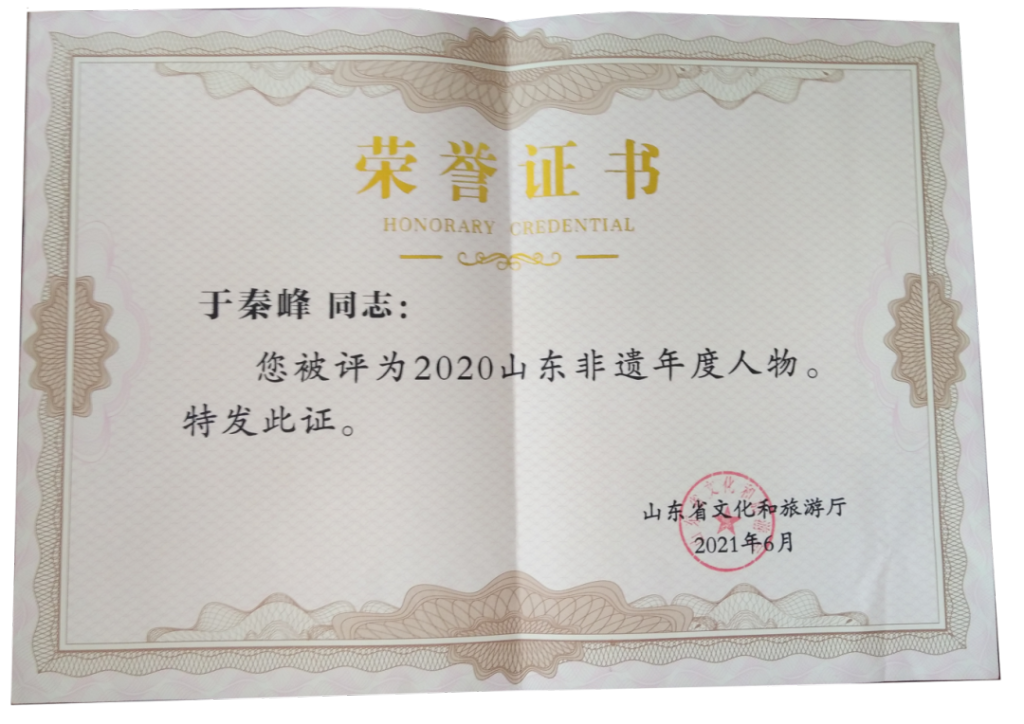 荣誉证书
HONORARY CREDENTIAL
于秦峰 同志：
您被评为2020山东非遗年度人物。
特发此证。
山东省文化和旅游厅
2021年6月